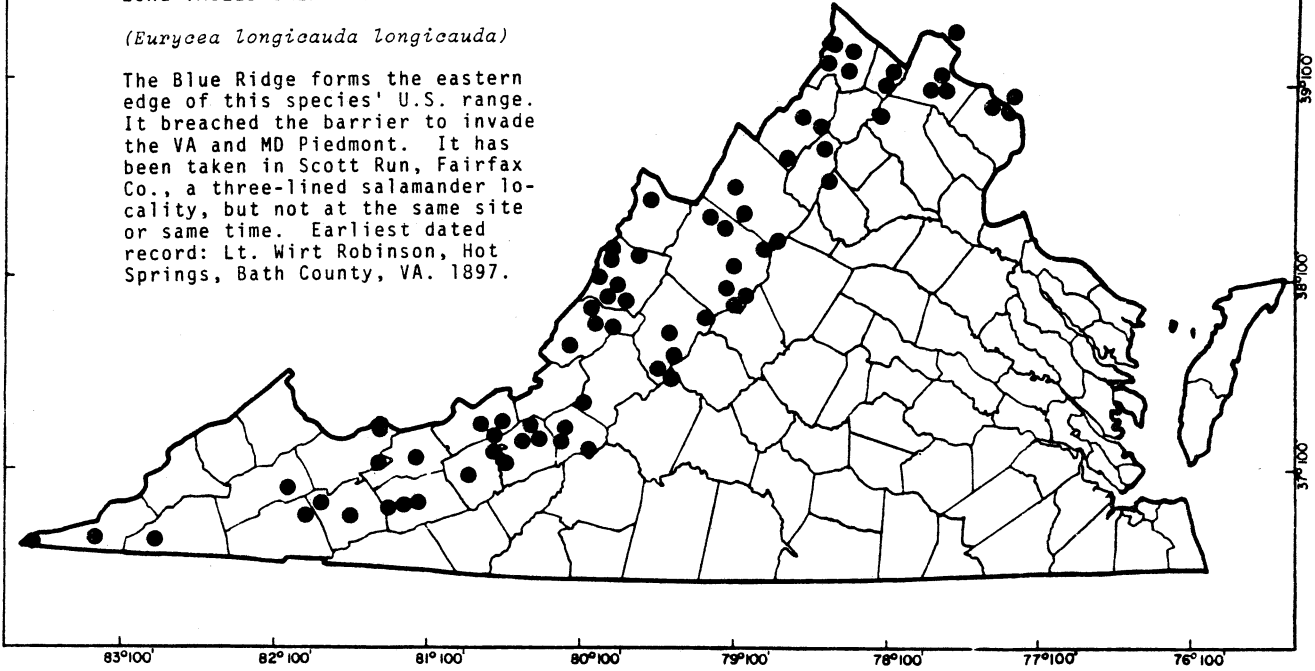 (Eurycea longicauda longicauda)
The Blue Ridge forms the eastern
edge of this species' U.S. range.
It breached the barrier to invade
the VA and MD Piedmont. It has
been taken in Scott Run, Fairfax
Co., a three-lined salamander lo-
cality, but not at the same site
or same time. Earliest dated
record: Lt. Wirt Robinson, Hot
Springs, Bath County, VA. 1897.
39°00'
38°00'
37°00'
83°00'
82°00'
81°00'
80°00'
79°00'
78°00'
77°00'
76°00'